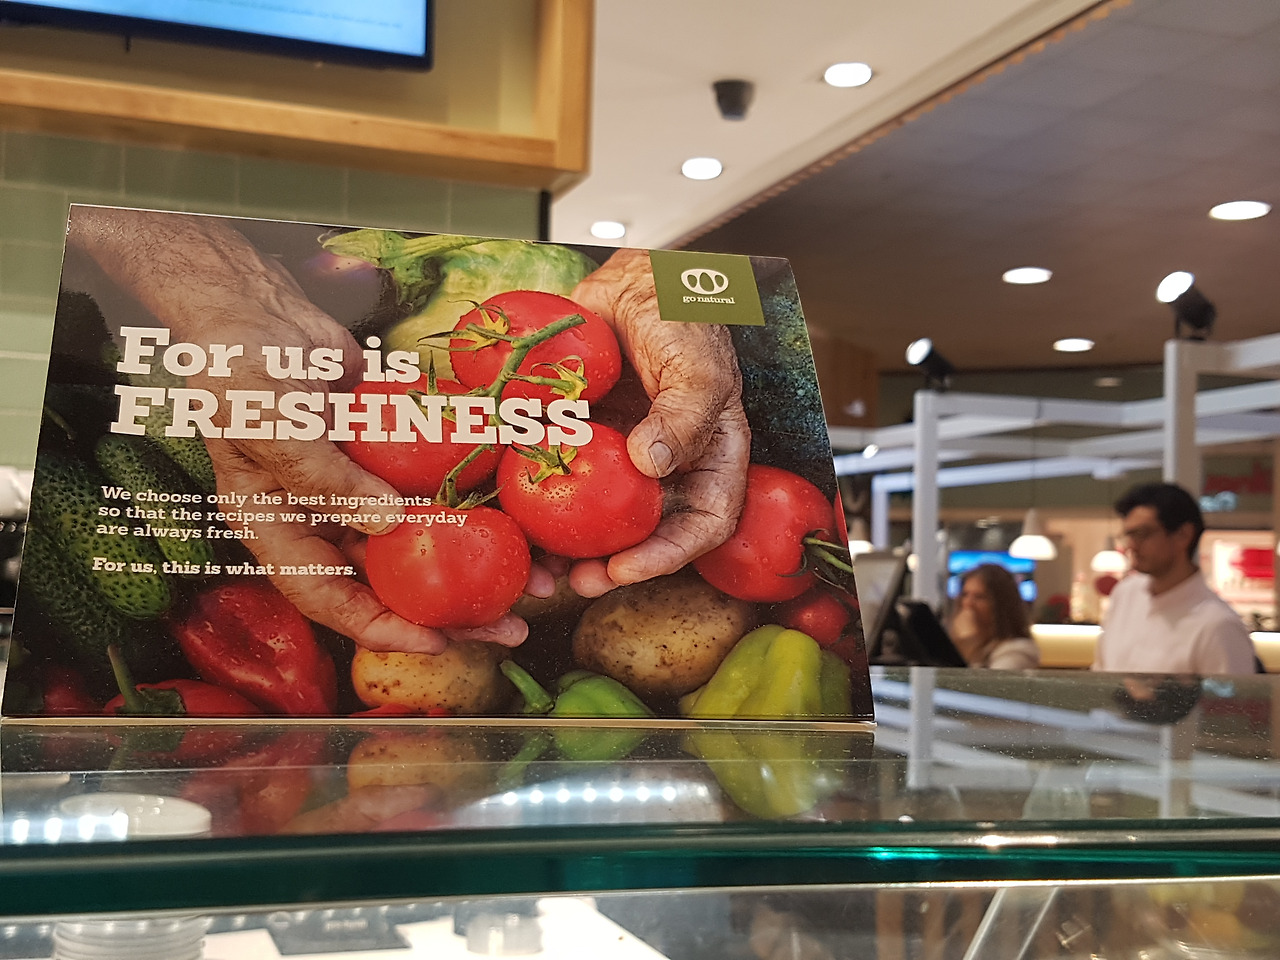 go natural
For us is
FRESHNESS
We choose only the best ingredients
so that the recipes we prepare everyday
are always fresh.
For us, this is what matters.